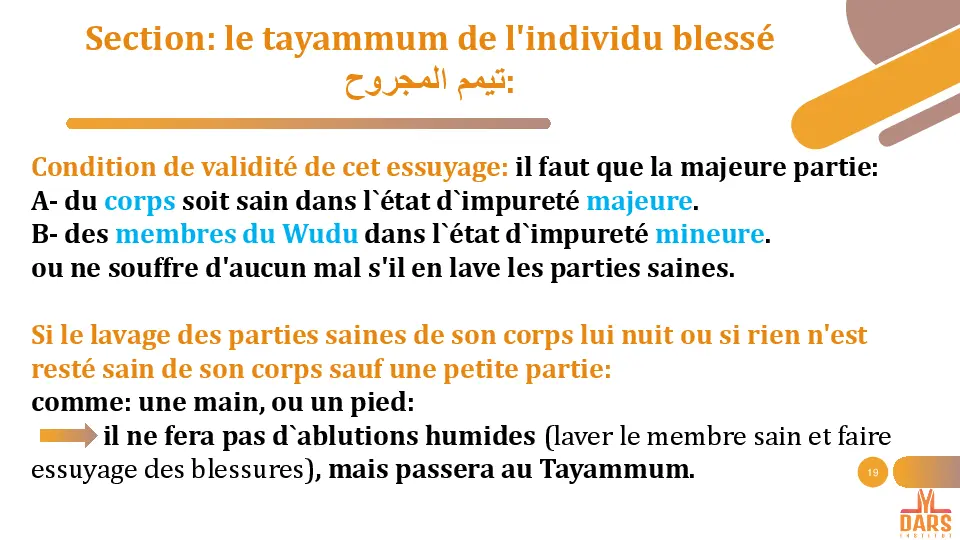 Section: le tayammum de l'individu blessé
تيمم المجروح:
Condition de validité de cet essuyage: il faut que la majeure partie:
A- du corps soit sain dans l`état d`impureté majeure.
B- des membres du Wudu dans l`état d`impureté mineure.
ou ne souffre d'aucun mal s'il en lave les parties saines.
Si le lavage des parties saines de son corps lui nuit ou si rien n'est
resté sain de son corps sauf une petite partie:
comme: une main, ou un pied:
il ne fera pas d`ablutions humides (laver le membre sain et faire
essuyage des blessures), mais passera au Tayammum.
19
DARS
INSTITUT